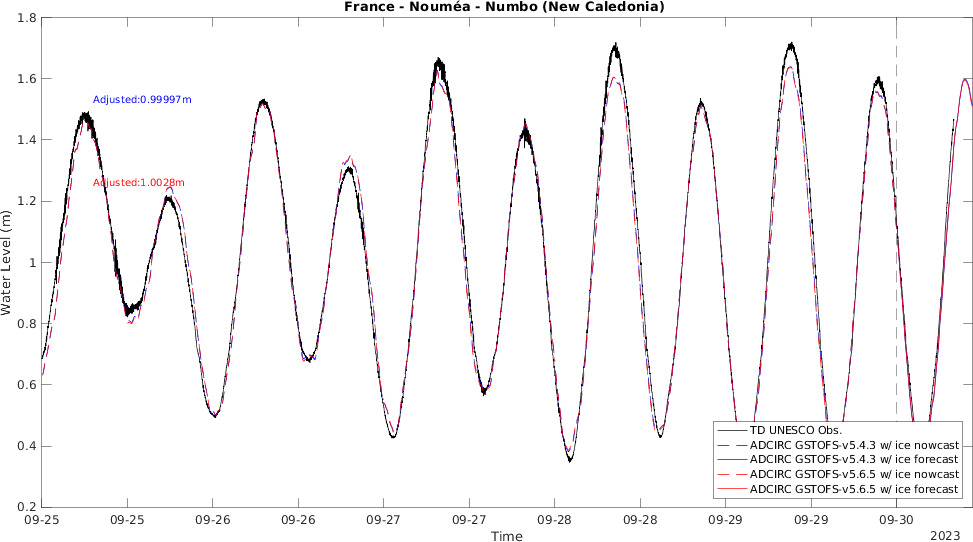 France - Nouméa - Numbo (New Caledonia)
Water Level (m)
1.8
1.6
1.4
1.2
1
0.8
0.6
0.4
0.2
Adjusted:0.99997m
Adjusted:1.0028m
TD UNESCO Obs.
ADCIRC GSTOFS-v5.4.3 w/ ice nowcast
ADCIRC GSTOFS-v5.4.3 w/ ice forecast
ADCIRC GSTOFS-v5.6.5 w/ ice nowcast
ADCIRC GSTOFS-v5.6.5 w/ ice forecast
09-25 09-25 09-26 09-26 09-27 09-27 09-28 09-28 09-29 09-29 09-30
Time
2023